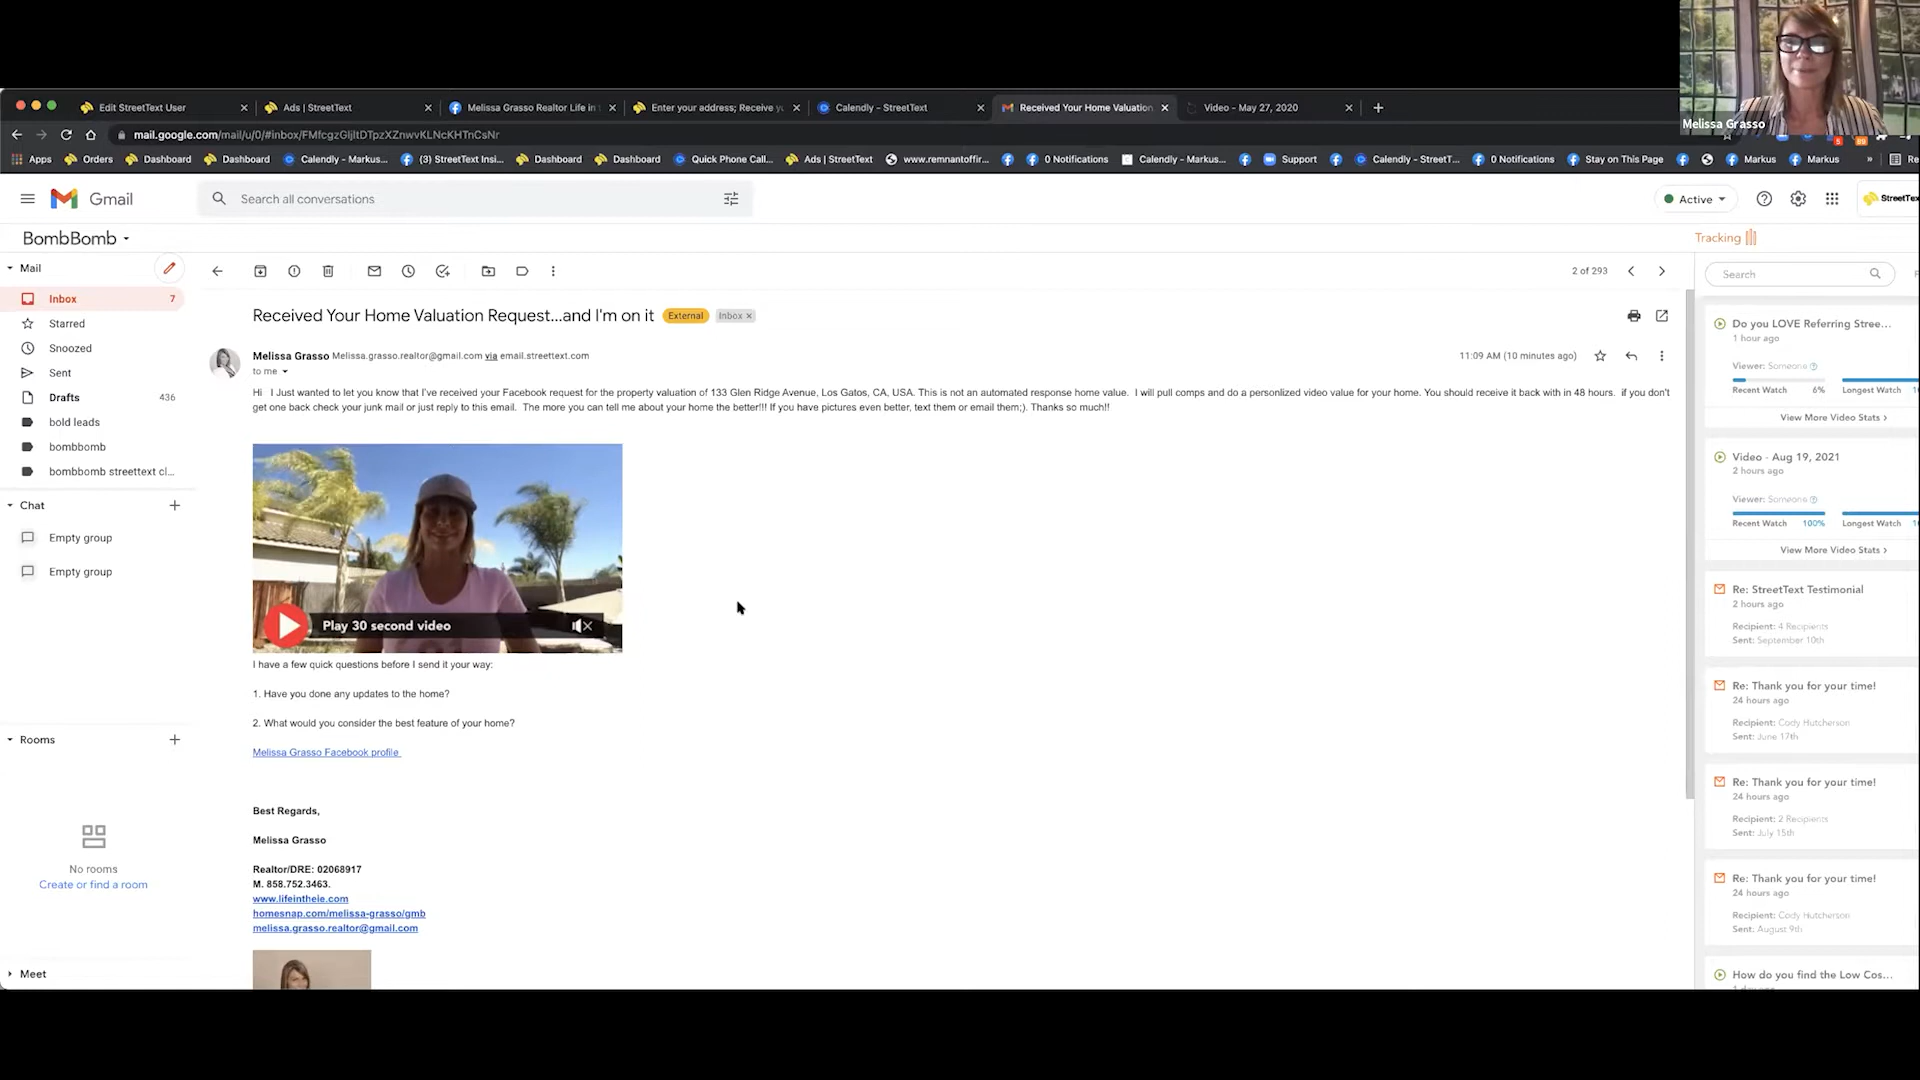 Melissa Grasso
Edit StreetText User
Ads | StreetText
Melissa Grasso Realtor Life in
Enter your address; Receive
Calendly - StreetText
Received Your Home Valuation
Video - May 27, 2020
mail.google.com/mail/u/0/#inbox/FMfcgzGljltDTpzXZnwvKLNcKHTnCsNr
Apps
Orders
Dashboard
Dashboard
Calendly - Markus...
(3) StreetText Insi...
Dashboard
Dashboard
Quick Phone Call...
Ads | StreetText
www.remnantoffir...
0 Notifications
Calendly - Markus...
Support
Calendly - StreetT...
0 Notifications
Stay on This Page
Markus
Markus
»
Gmail
Search all conversations
Active
StreetTex
BombBomb
Tracking
Mail
Inbox 7
Starred
Snoozed
Sent
Drafts 436
bold leads
bombbomb
bombbomb streettext cl...
Chat
Empty group
Empty group
Rooms
No rooms
Create or find a room
Meet
2 of 293
Received Your Home Valuation Request...and I'm on it External Inbox ×
Melissa Grasso Melissa.grasso.realtor@gmail.com via email.streettext.com
11:09 AM (10 minutes ago)
to me
Hi I Just wanted to let you know that I've received your Facebook request for the property valuation of 133 Glen Ridge Avenue, Los Gatos, CA, USA. This is not an automated response home value. I will pull comps and do a personlized video value for your home. You should receive it back with in 48 hours. if you don't
get one back check your junk mail or just reply to this email. The more you can tell me about your home the better!!! If you have pictures even better, text them or email them;). Thanks so much!!
Play 30 second video
I have a few quick questions before I send it your way:
1. Have you done any updates to the home?
2. What would you consider the best feature of your home?
Melissa Grasso Facebook profile
Best Regards,
Melissa Grasso
Realtor/DRE: 02068917
M. 858.752.3463.
www.lifeintheie.com
homesnap.com/melissa-grasso/gmb
melissa.grasso.realtor@gmail.com
Search
Do you LOVE Referring Stree...
1 hour ago
Viewer: Someone
Recent Watch 6% Longest Watch
View More Video Stats ›
Video - Aug 19, 2021
2 hours ago
Viewer: Someone
Recent Watch 100% Longest Watch
View More Video Stats ›
Re: StreetText Testimonial
2 hours ago
Recipient: 4 Recipients
Sent: September 10th
Re: Thank you for your time!
24 hours ago
Recipient: Cody Hutcherson
Sent: June 17th
Re: Thank you for your time!
24 hours ago
Recipient: 2 Recipients
Sent: July 15th
Re: Thank you for your time!
24 hours ago
Recipient: Cody Hutcherson
Sent: August 9th
How do you find the Low Cos...